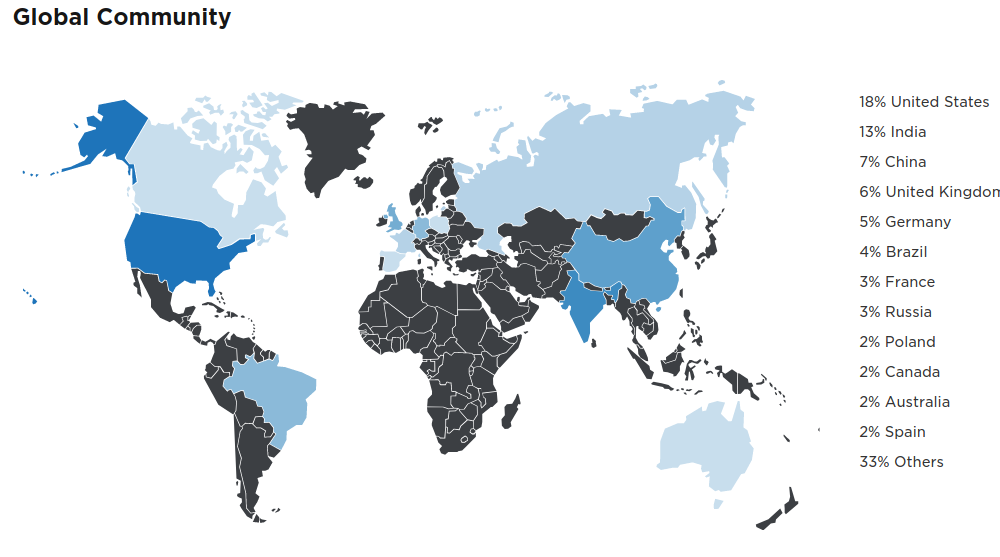 Global Community
18% United States
13% India
7% China
6% United Kingdom
5% Germany
4% Brazil
3% France
3% Russia
2% Poland
2% Canada
2% Australia
2% Spain
33% Others